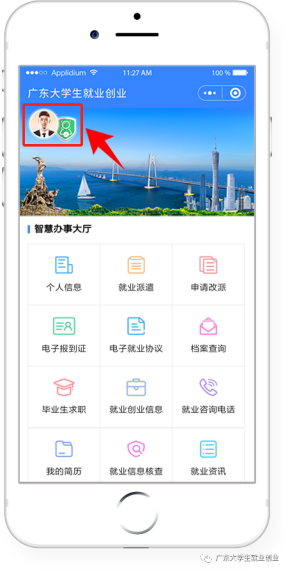 Applidium 11:27 AM 100 %
广东大学生就业创业
智慧办事大厅
个人信息 就业派遣 申请改派
电子报到证 电子就业协议 档案查询
毕业生求职 就业创业信息 就业咨询电话
我的简历 就业信息核查 就业资讯
广东大学生就业创业